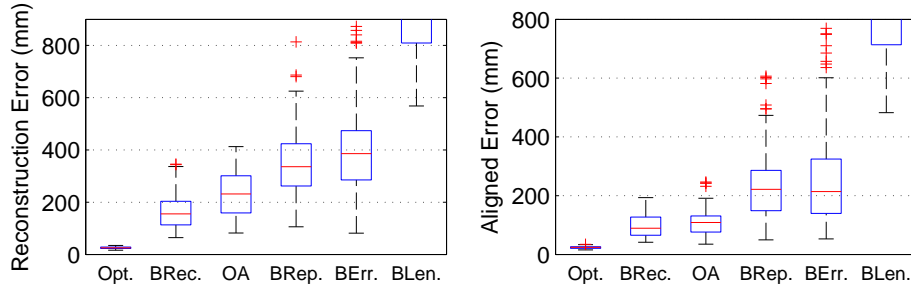 Reconstruction Error (mm)
800
600
400
200
0
Opt. BRec. OA BRep. BErr. BLen.
Aligned Error (mm)
800
600
400
200
0
Opt. BRec. OA BRep. BErr. BLen.